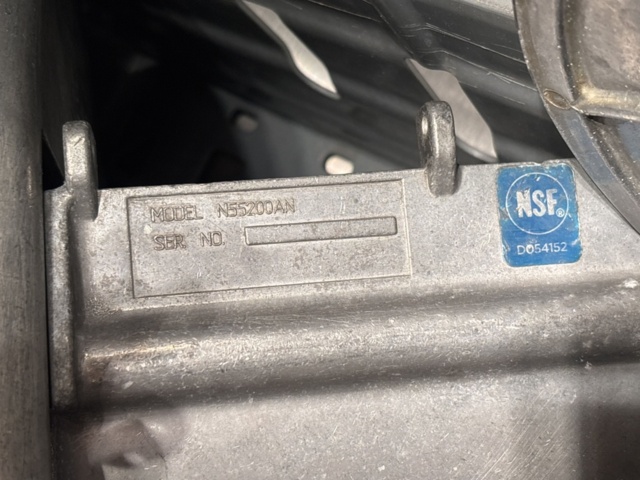 MODEL N55200AN
SER NO.
NSF®
D054152